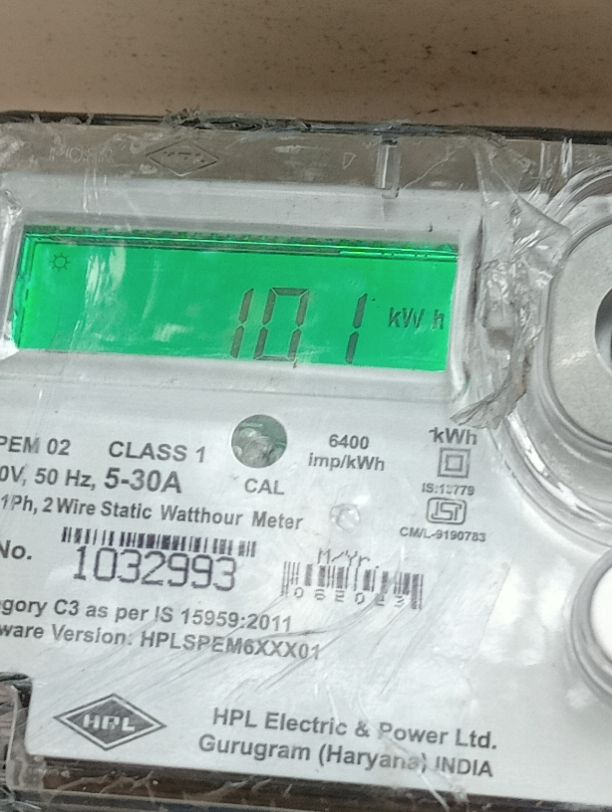 101 kWh
PEM 02 CLASS 1
6400
imp/kWh
kWh
0V, 50 Hz, 5-30A
CAL
1Ph, 2 Wire Static Watthour Meter
CM/L-9190783
No. 1032993
M/Yr.
062023
gory C3 as per IS 15959:2011
ware Version: HPLSPEM6XXX01
HPL
HPL Electric & Power Ltd.
Gurugram (Haryana) INDIA